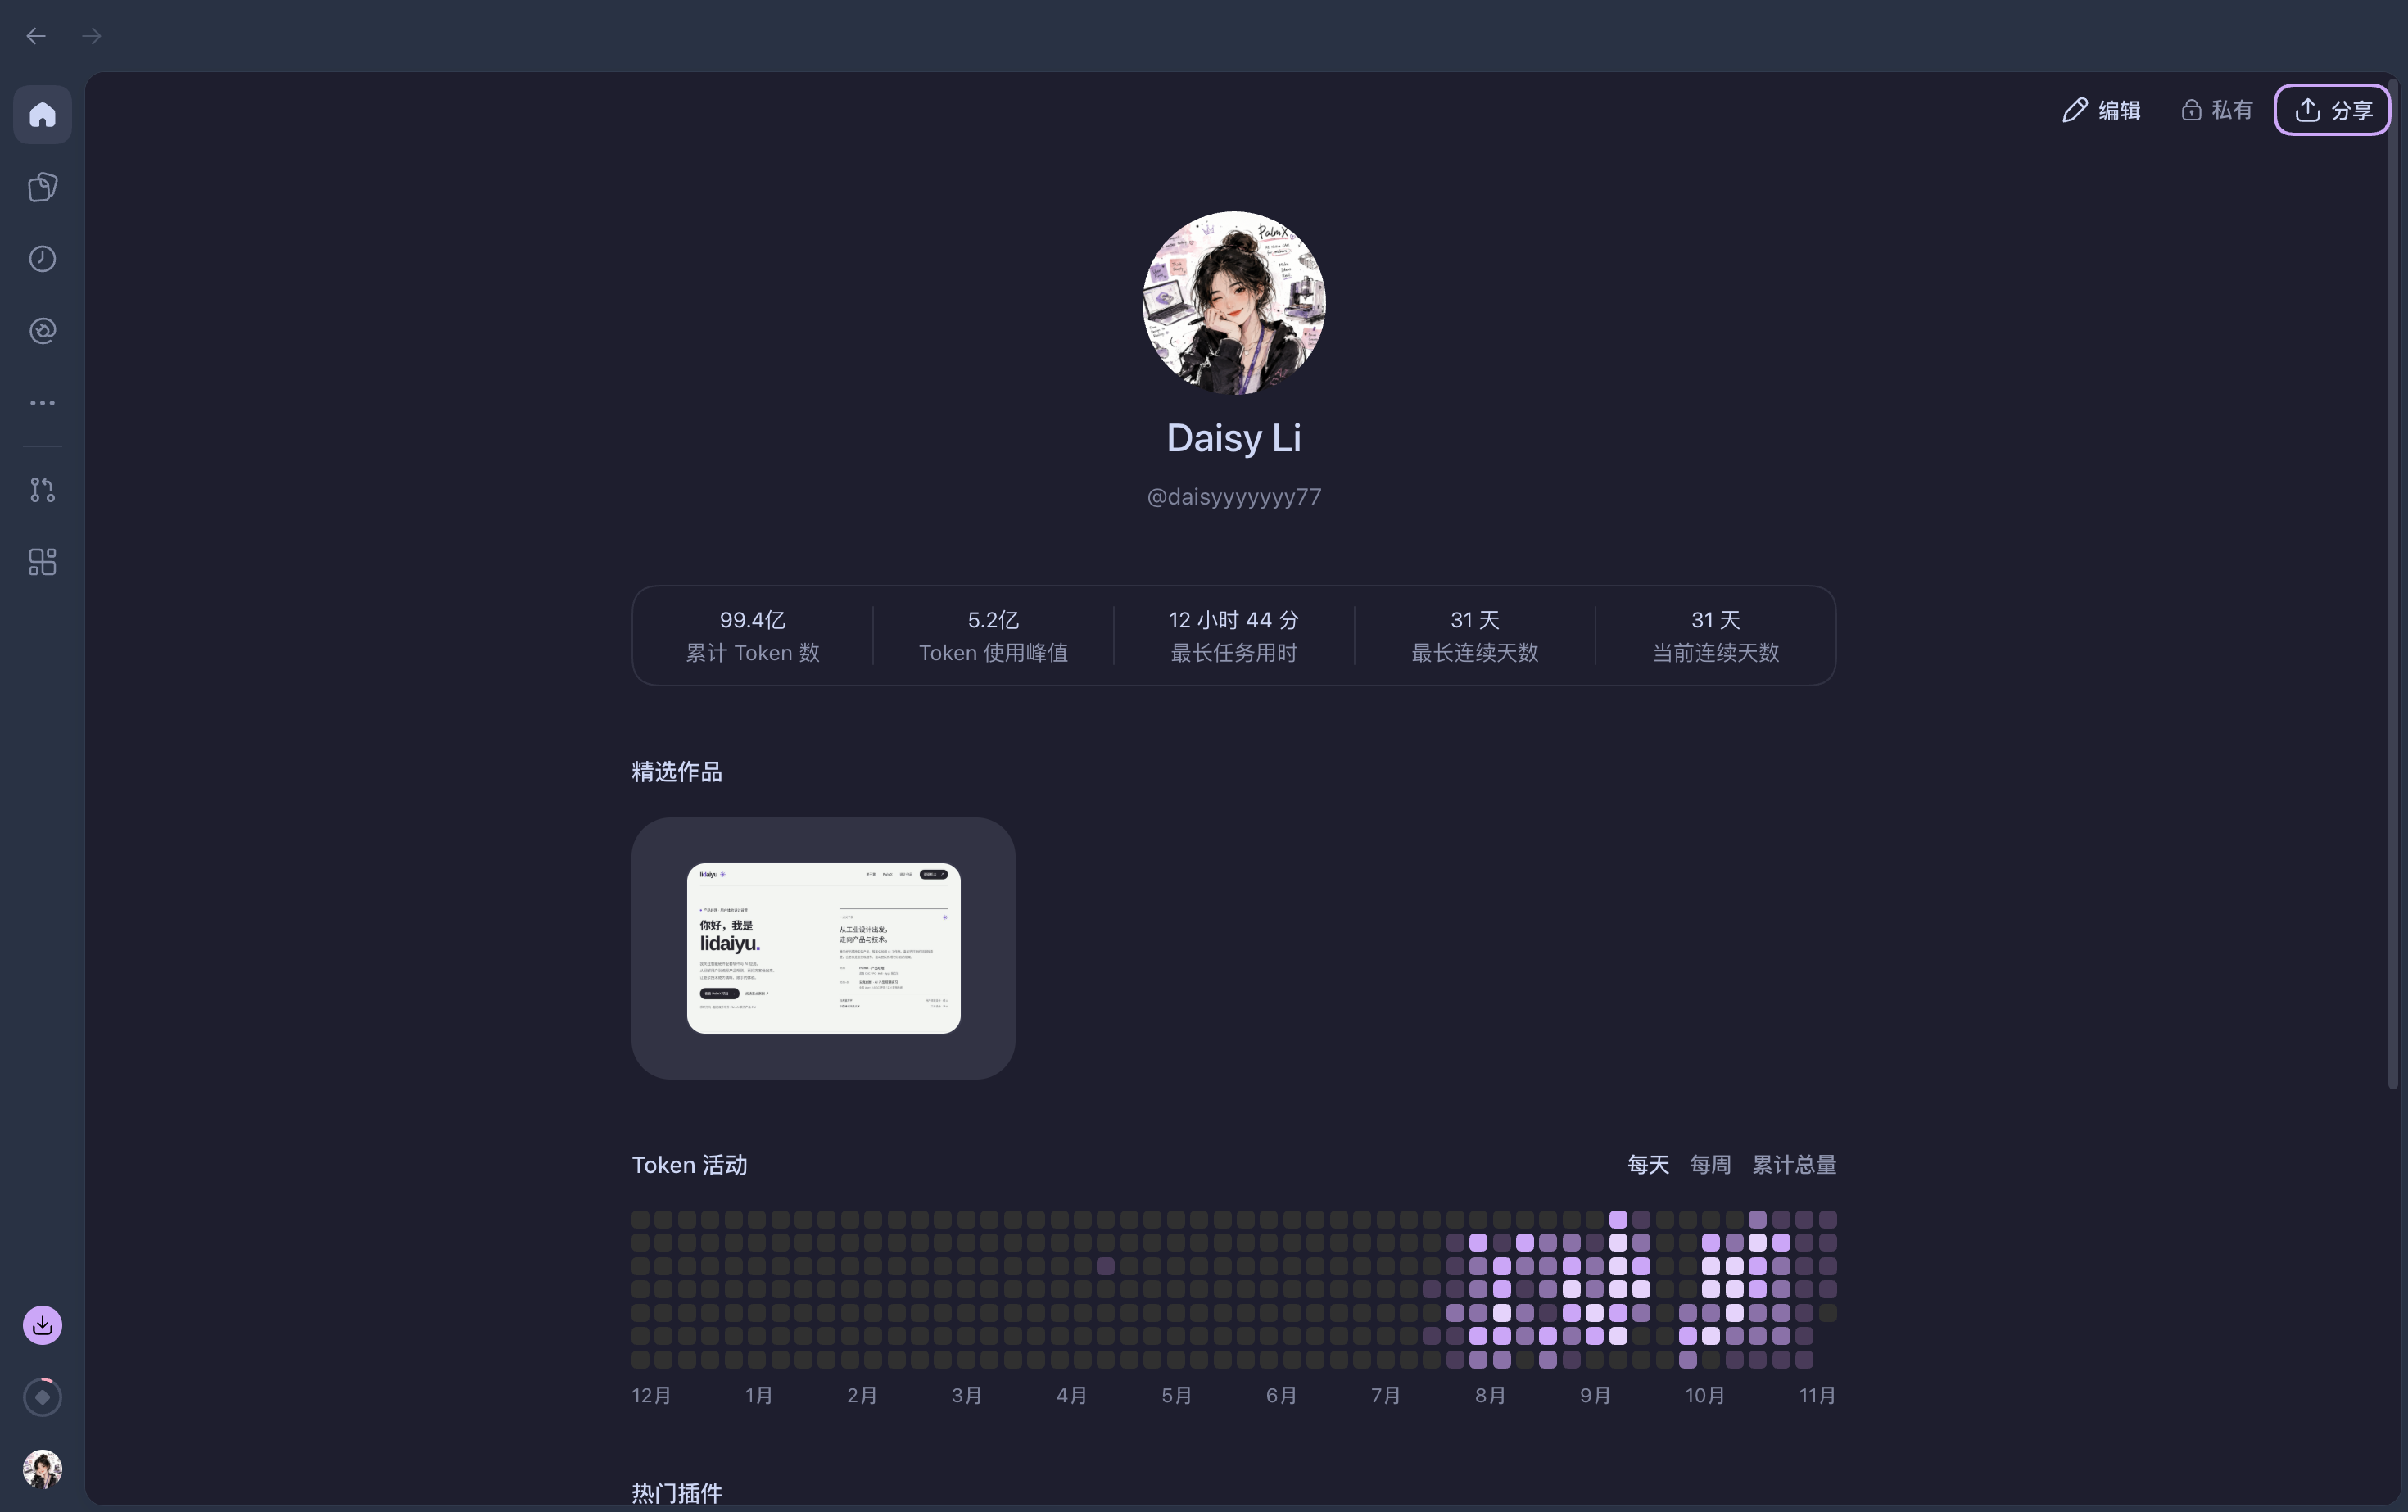 编辑
私有
分享
PalmX
Daisy Li
@daisyyyyyyy77
99.4亿
累计 Token 数
5.2亿
Token 使用峰值
12 小时 44 分
最长任务用时
31 天
最长连续天数
31 天
当前连续天数
精选作品
lidaiyu
你好，我是
lidaiyu.
从工业设计出发，
走向产品与技术。
Token 活动
每天 每周 累计总量
12月 1月 2月 3月 4月 5月 6月 7月 8月 9月 10月 11月
热门插件